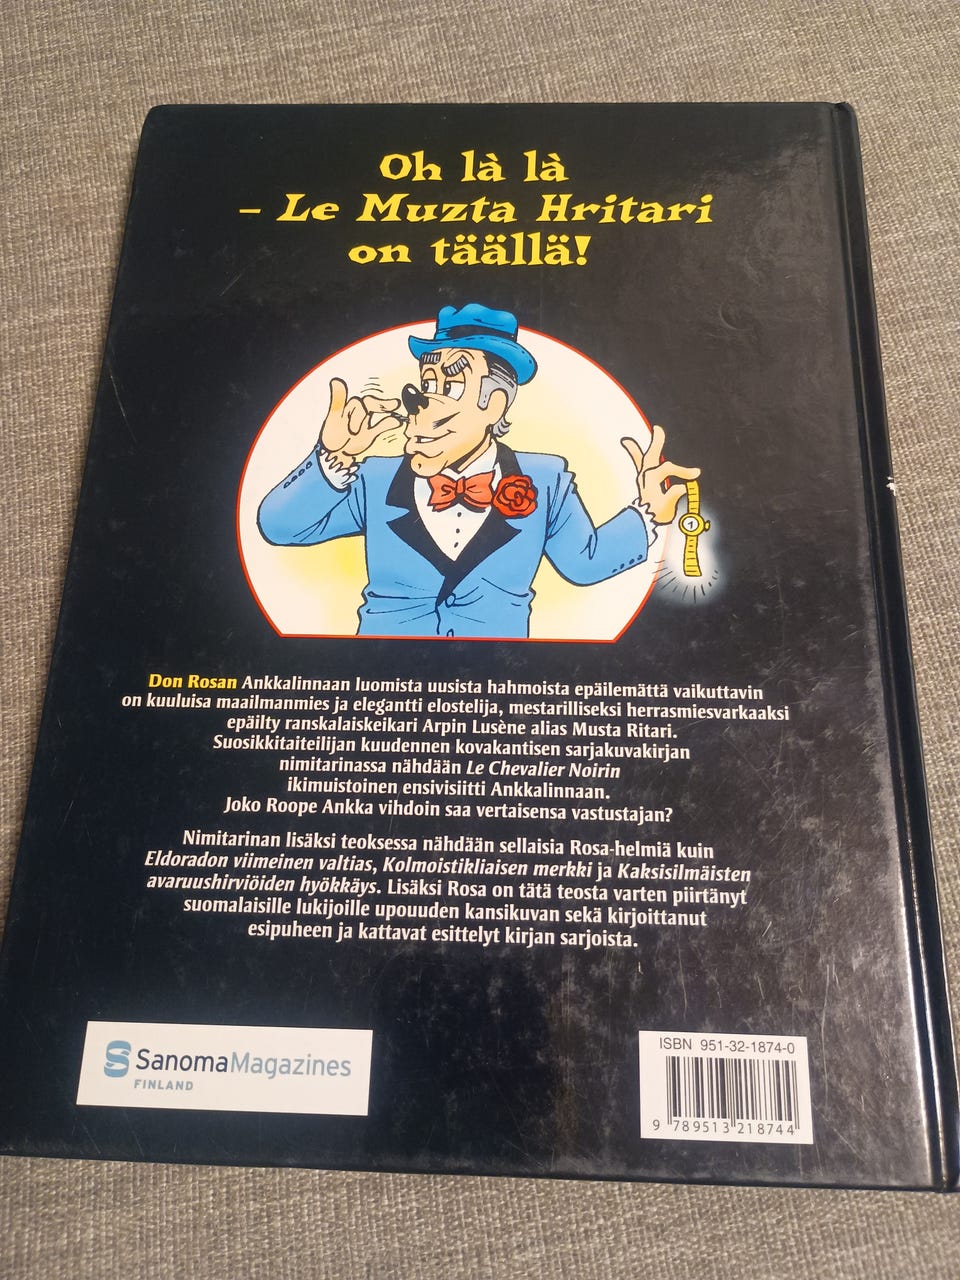 Oh là là
– Le Muzta Hritari
on täällä!
1
Don Rosan Ankkalinnaan luomista uusista hahmoista epäilemättä vaikuttavin
on kuuluisa maailmanmies ja elegantti elostelija, mestarilliseksi herrasmiesvarkaaksi
epäilty ranskalaiskeikari Arpin Lusène alias Musta Ritari.
Suosikkitaiteilijan kuudennen kovakantisen sarjakuvakirjan
nimitarinassa nähdään Le Chevalier Noirin
ikimuistoinen ensivisiitti Ankkalinnaan.
Joko Roope Ankka vihdoin saa vertaisensa vastustajan?
Nimitarinan lisäksi teoksessa nähdään sellaisia Rosa-helmiä kuin
Eldoradon viimeinen valtias, Kolmoistikliaisen merkki ja Kaksisilmäisten
avaruushirviöiden hyökkäys. Lisäksi Rosa on tätä teosta varten piirtänyt
suomalaisille lukijoille upouuden kansikuvan sekä kirjoittanut
esipuheen ja kattavat esittelyt kirjan sarjoista.
SanomaMagazines
FINLAND
ISBN 951-32-1874-0
9 789513 218744